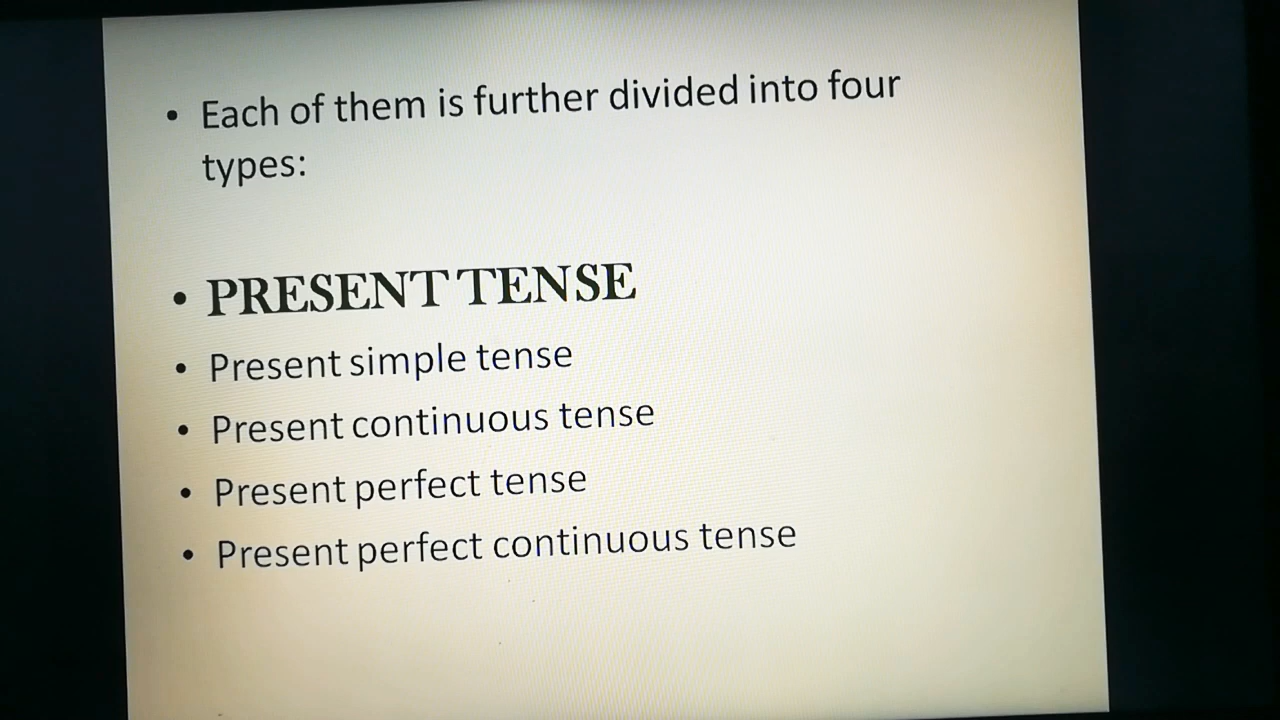 • Each of them is further divided into four
types:
• PRESENT TENSE
• Present simple tense
• Present continuous tense
• Present perfect tense
• Present perfect continuous tense